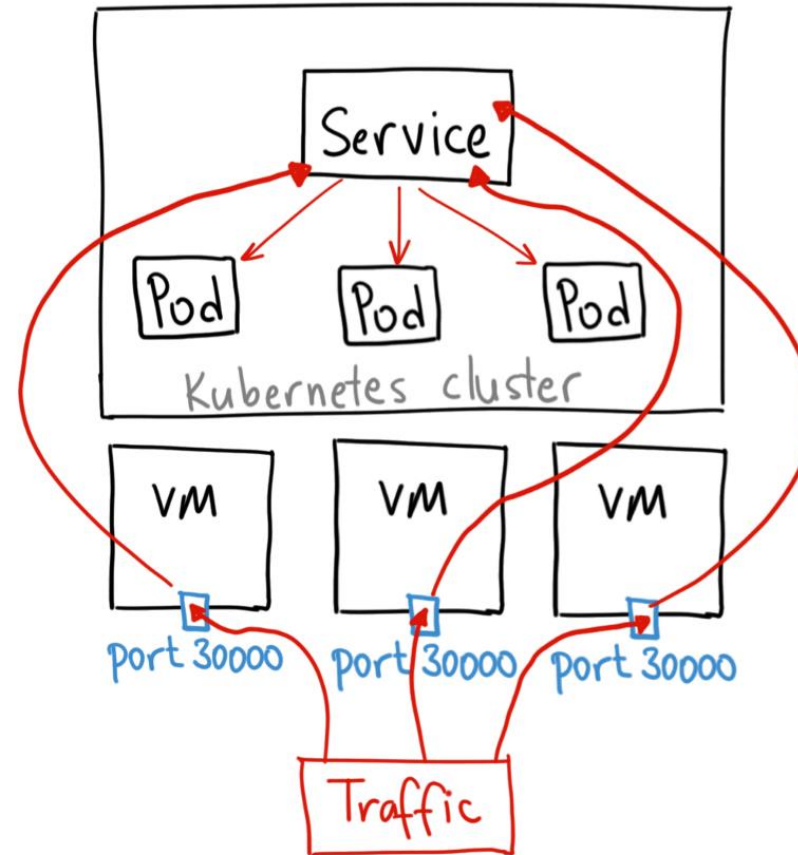 Service
Pod
Pod
Pod
Kubernetes cluster
VM
VM
VM
port 30000
port 30000
port 30000
Traffic